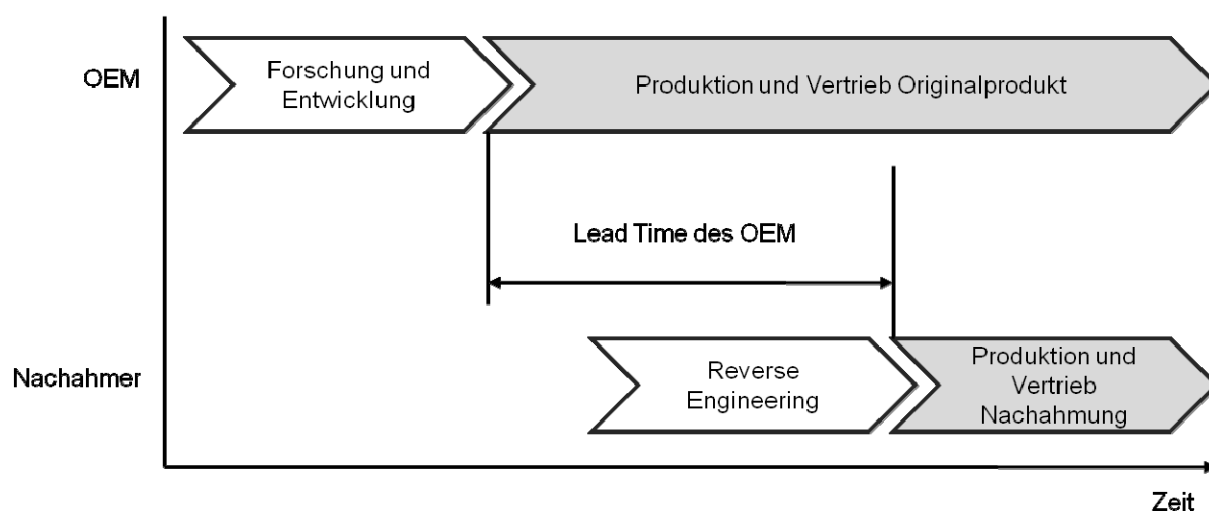 OEM
Forschung und
Entwicklung
Produktion und Vertrieb Originalprodukt
Lead Time des OEM
Nachahmer
Reverse
Engineering
Produktion und
Vertrieb
Nachahmung
Zeit